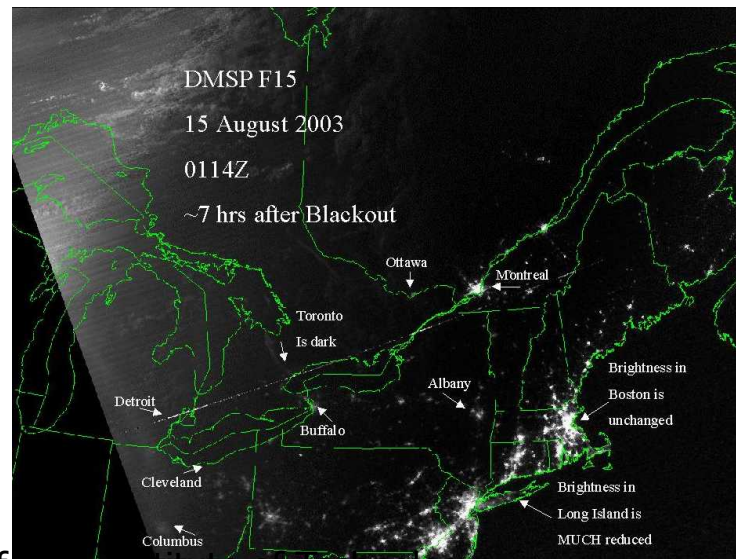 DMSP F15
15 August 2003
0114Z
~7 hrs after Blackout
Ottawa
Montreal
Toronto
Is dark
Detroit
Buffalo
Albany
Brightness in
Boston is
unchanged
Cleveland
Columbus
Brightness in
Long Island is
MUCH reduced